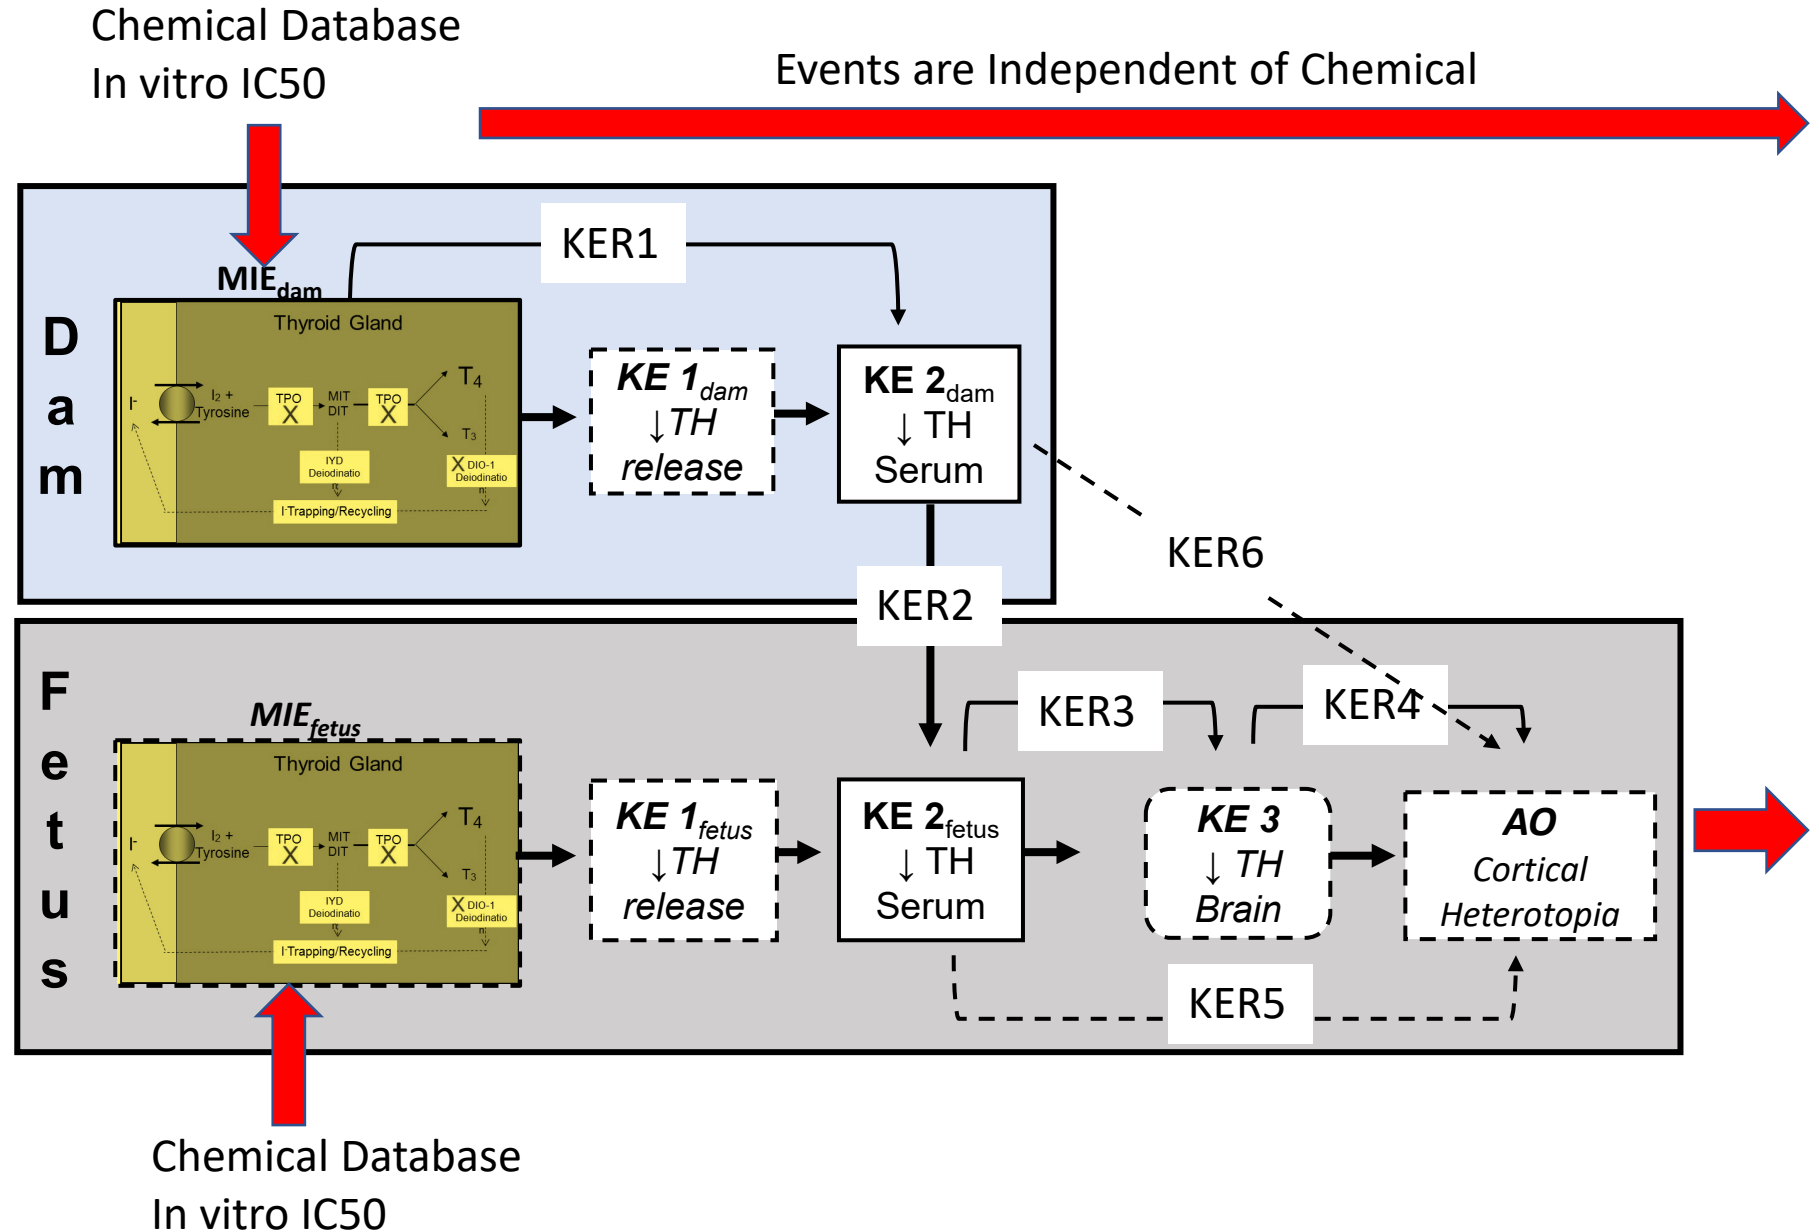 Chemical Database
In vitro IC50
Events are Independent of Chemical
Dam
MIEdam
KER1
Thyroid Gland
I-
I2 +
Tyrosine
TPO
X
MIT
DIT
TPO
X
T4
T3
IYD
Deiodinatio
n
X DIO-1
Deiodinatio
n
I-Trapping/Recycling
KE 1dam
↓TH
release
KE 2dam
↓ TH
Serum
KER6
KER2
Fetus
MIEfetus
KER3
KER4
Thyroid Gland
I-
I2 +
Tyrosine
TPO
X
MIT
DIT
TPO
X
T4
T3
IYD
Deiodinatio
n
X DIO-1
Deiodinatio
n
I-Trapping/Recycling
KE 1fetus
↓TH
release
KE 2fetus
↓ TH
Serum
KE 3
↓ TH
Brain
AO
Cortical
Heterotopia
KER5
Chemical Database
In vitro IC50